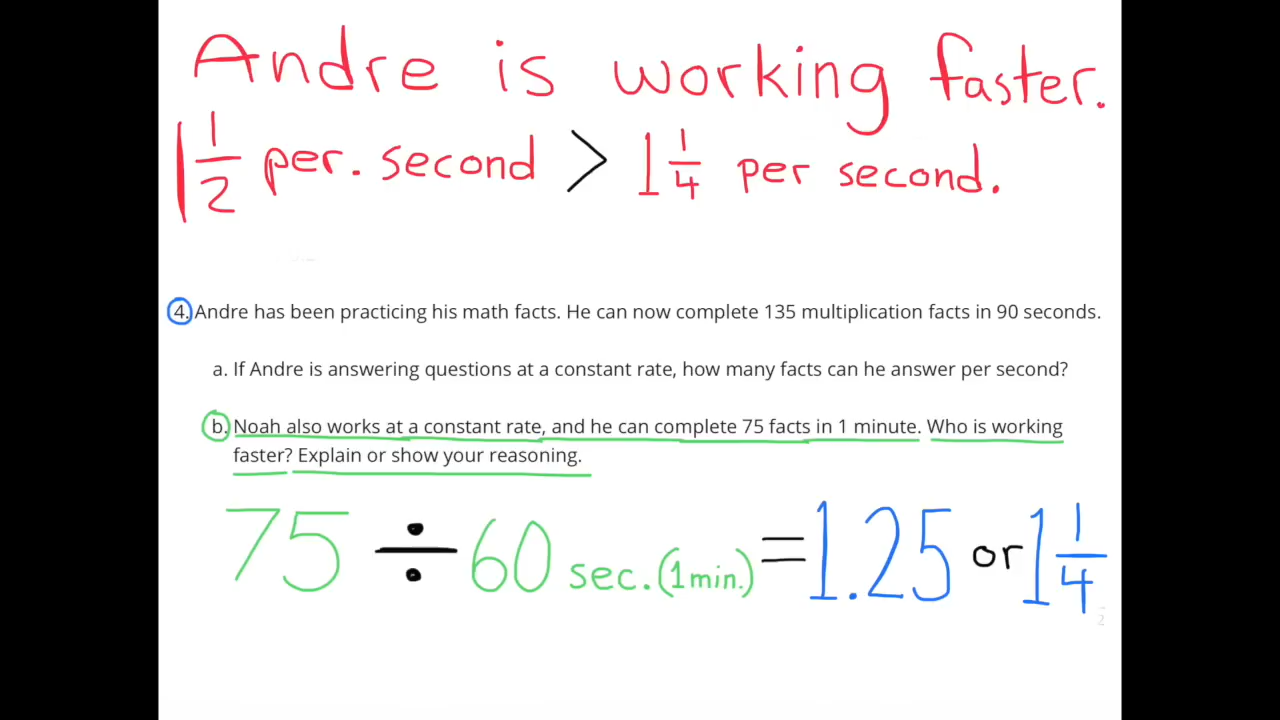 Andre is working faster.
1 1/2 per. second > 1 1/4 per second.
4. Andre has been practicing his math facts. He can now complete 135 multiplication facts in 90 seconds.
a. If Andre is answering questions at a constant rate, how many facts can he answer per second?
b. Noah also works at a constant rate, and he can complete 75 facts in 1 minute. Who is working
faster? Explain or show your reasoning.
75 ÷ 60 sec. (1 min.) = 1.25 or 1 1/4